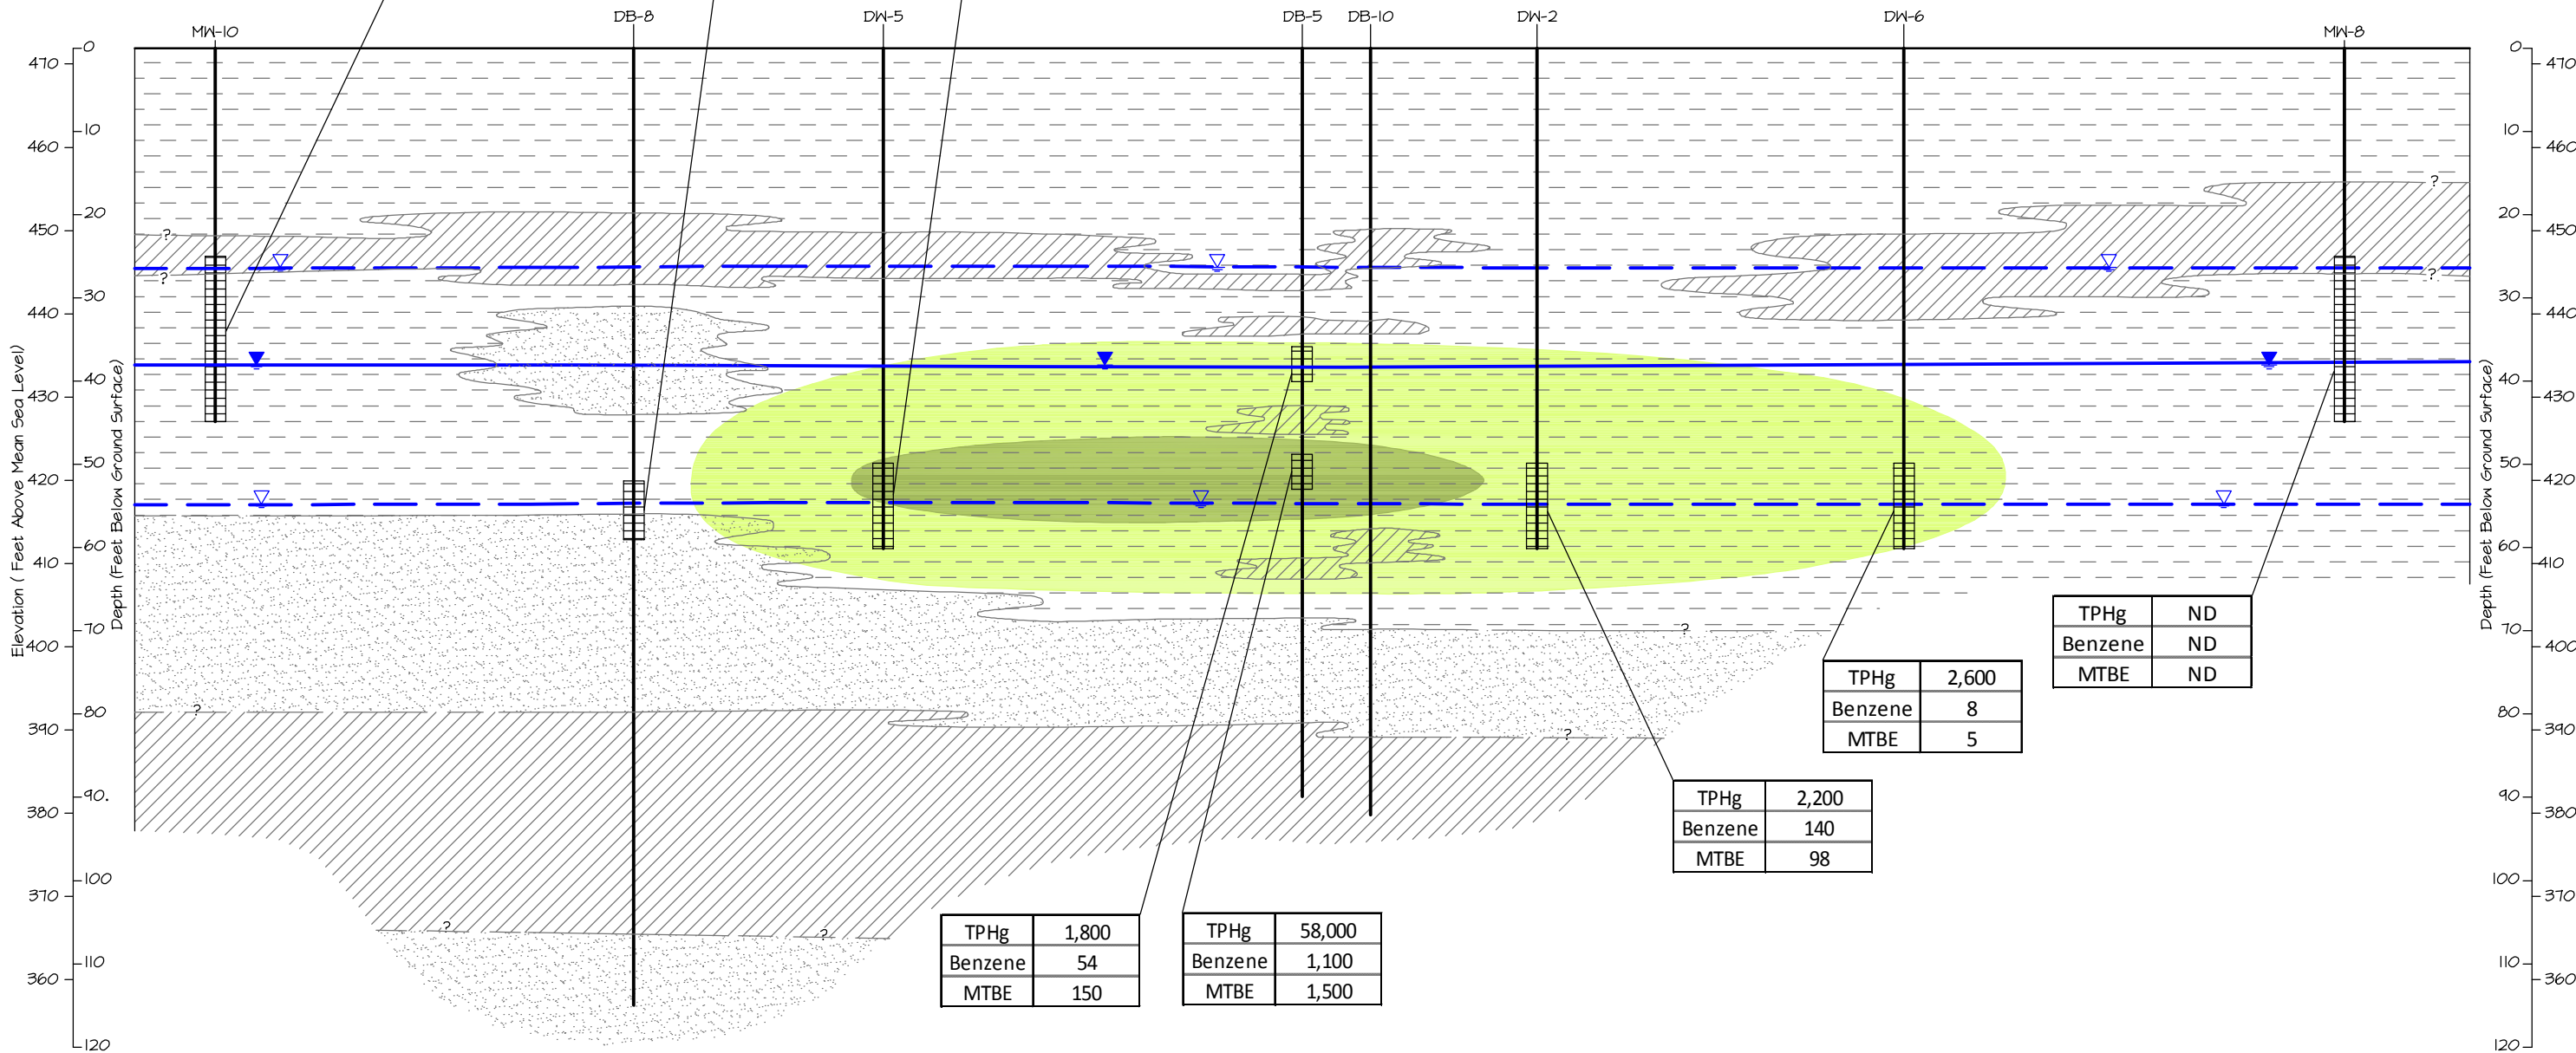 MW-10
DB-8
DW-5
DB-5
DB-10
DW-2
DW-6
MW-8
Elevation ( Feet Above Mean Sea Level)
470
460
450
440
430
420
410
400
390
380
370
360
Depth (Feet Below Ground Surface)
0
10
20
30
40
50
60
70
80
90.
100
110
120
?
?
?
?
?
?
?
?
?
TPHg 1,800
Benzene 54
MTBE 150
TPHg 58,000
Benzene 1,100
MTBE 1,500
TPHg 2,200
Benzene 140
MTBE 98
TPHg 2,600
Benzene 8
MTBE 5
TPHg ND
Benzene ND
MTBE ND
Depth (Feet Below Ground Surface)
0
10
20
30
40
50
60
70
80
90
100
110
120
470
460
450
440
430
420
410
400
390
380
370
360